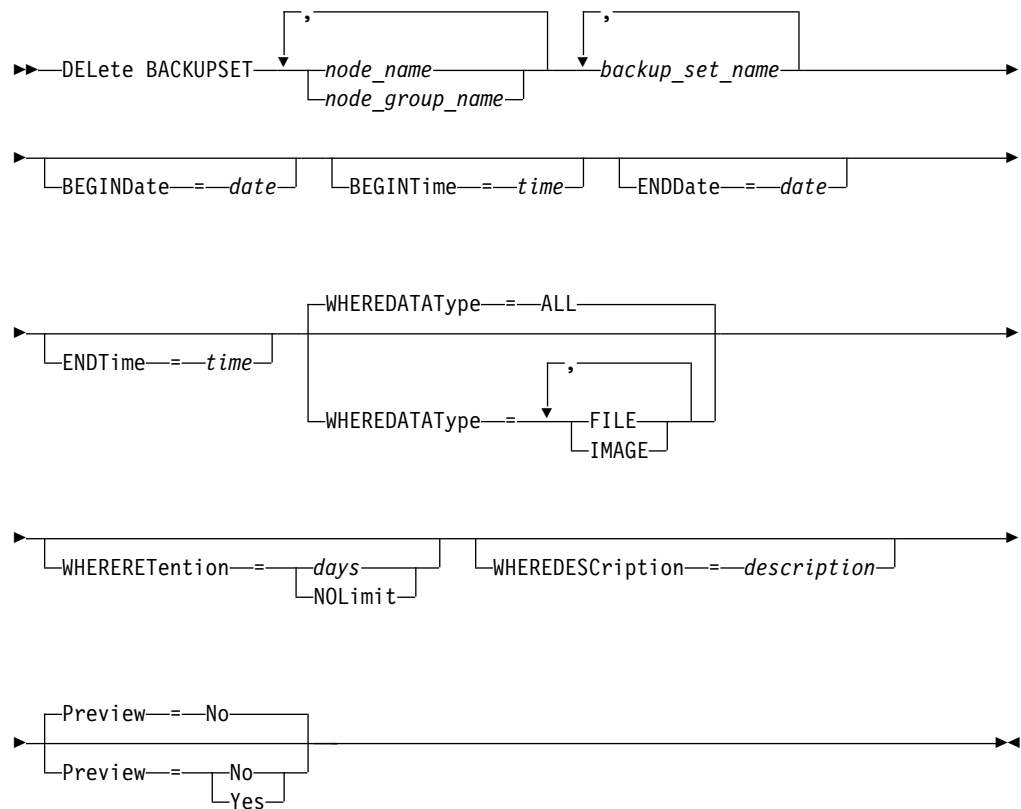 , ,
DELete BACKUPSET node_name backup_set_name
node_group_name
BEGINDate = date BEGINTime = time ENDDate = date
WHEREDATAType = ALL
ENDTime = time
,
WHEREDATAType = FILE
IMAGE
WHERERETention = days WHEREDESCription = description
NOLimit
Preview = No
Preview = No
Yes